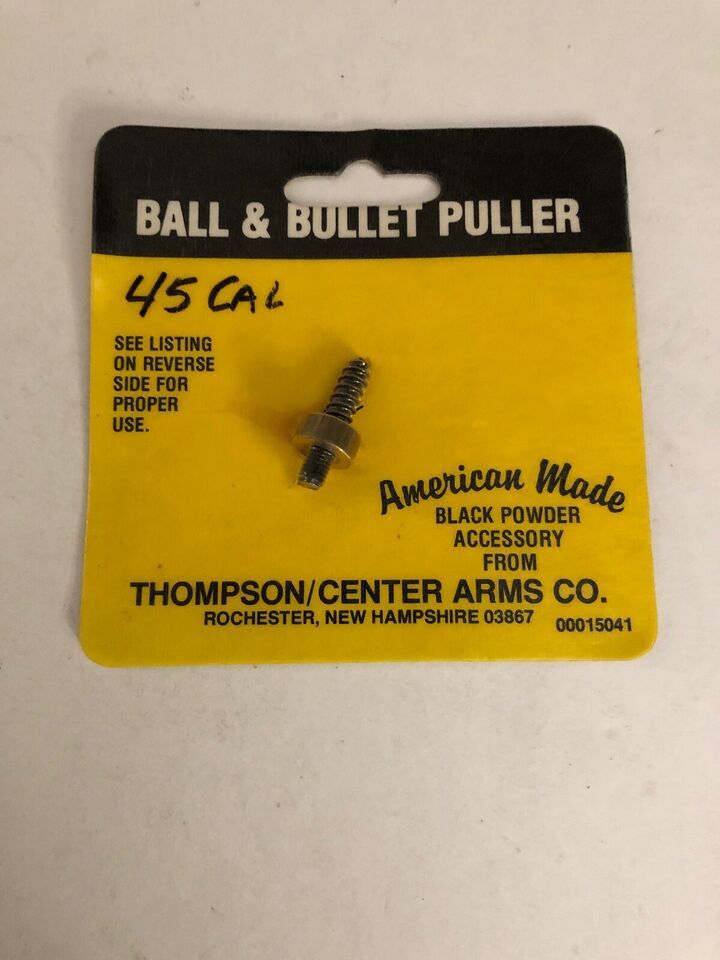 BALL & BULLET PULLER
45 CAL
SEE LISTING
ON REVERSE
SIDE FOR
PROPER
USE.
American Made
BLACK POWDER
ACCESSORY
FROM
THOMPSON/CENTER ARMS CO.
ROCHESTER, NEW HAMPSHIRE 03867
00015041